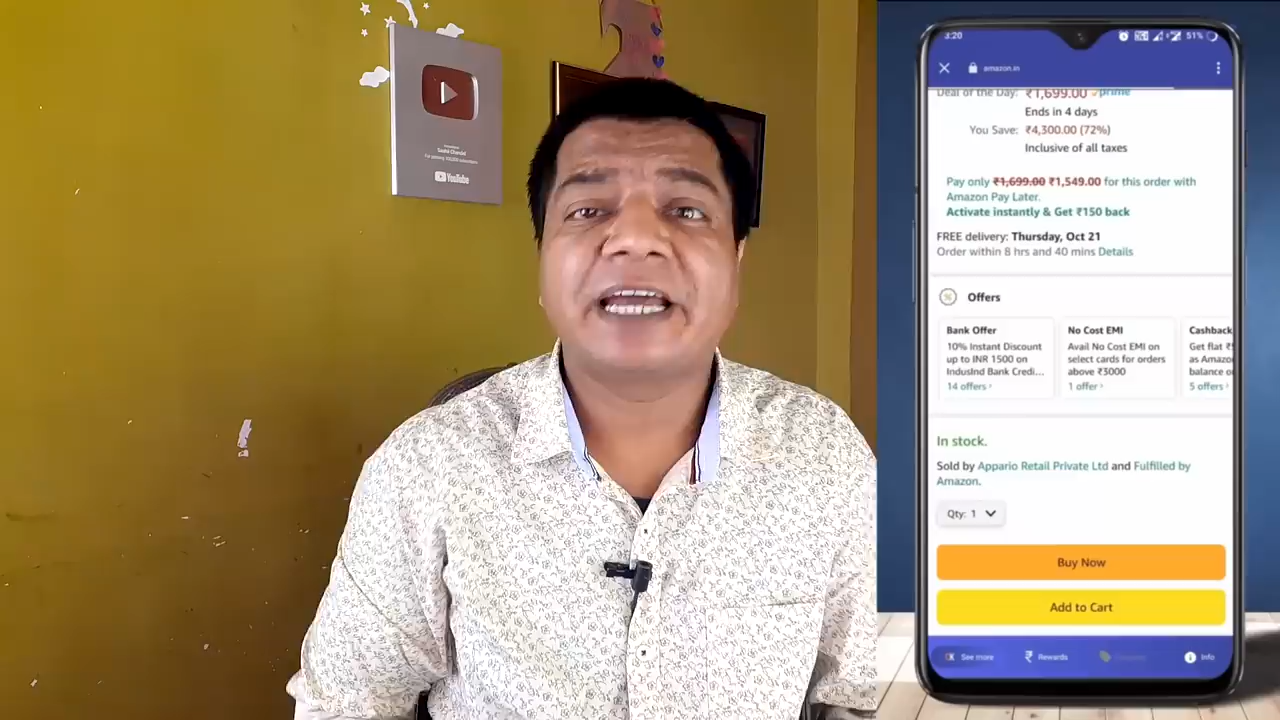 YouTube
3:20
51%
amazon.in
Deal of the Day: ₹1,699.00 prime
Ends in 4 days
You Save: ₹4,300.00 (72%)
Inclusive of all taxes
Pay only ₹1,699.00 ₹1,549.00 for this order with
Amazon Pay Later.
Activate instantly & Get ₹150 back
FREE delivery: Thursday, Oct 21
Order within 8 hrs and 40 mins Details
Offers
Bank Offer
10% Instant Discount
up to INR 1500 on
IndusInd Bank Credi...
14 offers ›
No Cost EMI
Avail No Cost EMI on
select cards for orders
above ₹3000
1 offer ›
Cashback
Get flat
as Amazo
balance o
5 offers ›
In stock.
Sold by Appario Retail Private Ltd and Fulfilled by
Amazon.
Qty: 1
Buy Now
Add to Cart
See more
₹ Rewards
Info